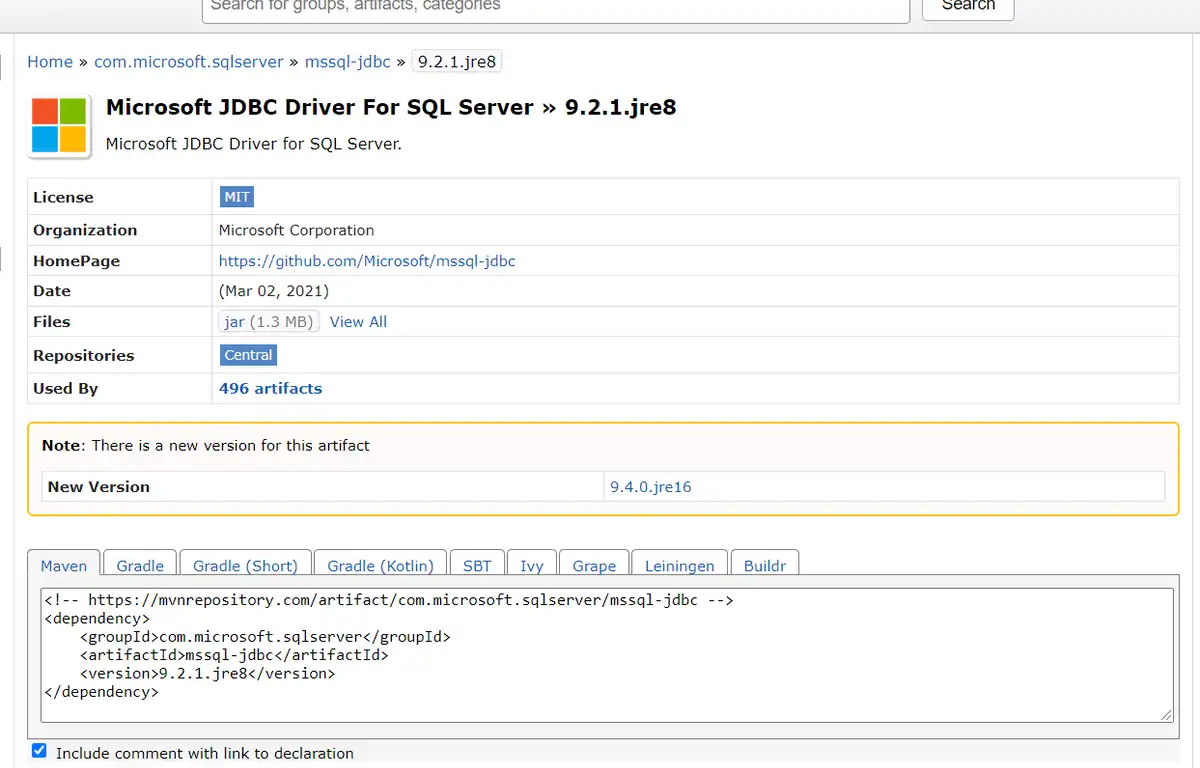 Search for groups, artifacts, categories Search
Home » com.microsoft.sqlserver » mssql-jdbc » 9.2.1.jre8
Microsoft JDBC Driver For SQL Server » 9.2.1.jre8
Microsoft JDBC Driver for SQL Server.
License MIT
Organization Microsoft Corporation
HomePage https://github.com/Microsoft/mssql-jdbc
Date (Mar 02, 2021)
Files jar (1.3 MB) View All
Repositories Central
Used By 496 artifacts
Note: There is a new version for this artifact
New Version 9.4.0.jre16
Maven Gradle Gradle (Short) Gradle (Kotlin) SBT Ivy Grape Leiningen Buildr
<!-- https://mvnrepository.com/artifact/com.microsoft.sqlserver/mssql-jdbc -->
<dependency>
    <groupId>com.microsoft.sqlserver</groupId>
    <artifactId>mssql-jdbc</artifactId>
    <version>9.2.1.jre8</version>
</dependency>
Include comment with link to declaration